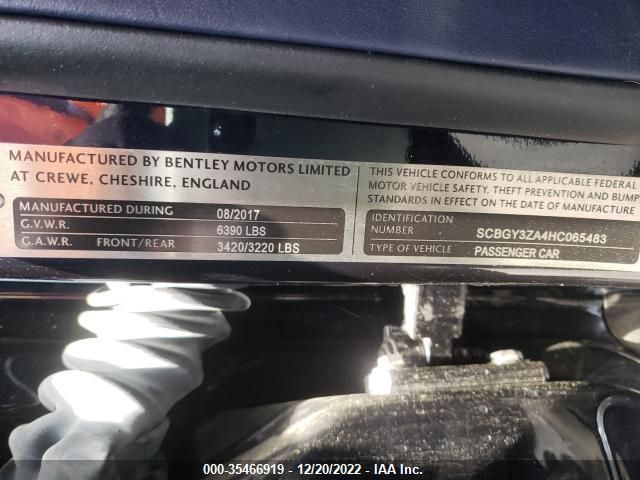 MANUFACTURED BY BENTLEY MOTORS LIMITED
AT CREWE, CHESHIRE, ENGLAND
MANUFACTURED DURING 08/2017
G.V.W.R. 6390 LBS
G.A.W.R. FRONT/REAR 3420/3220 LBS
THIS VEHICLE CONFORMS TO ALL APPLICABLE FEDERAL
MOTOR VEHICLE SAFETY, THEFT PREVENTION AND BUMP
STANDARDS IN EFFECT ON THE DATE OF MANUFACTURE
IDENTIFICATION
NUMBER SCBGY3ZA4HC065483
TYPE OF VEHICLE PASSENGER CAR
000-35466919 - 12/20/2022 - IAA Inc.